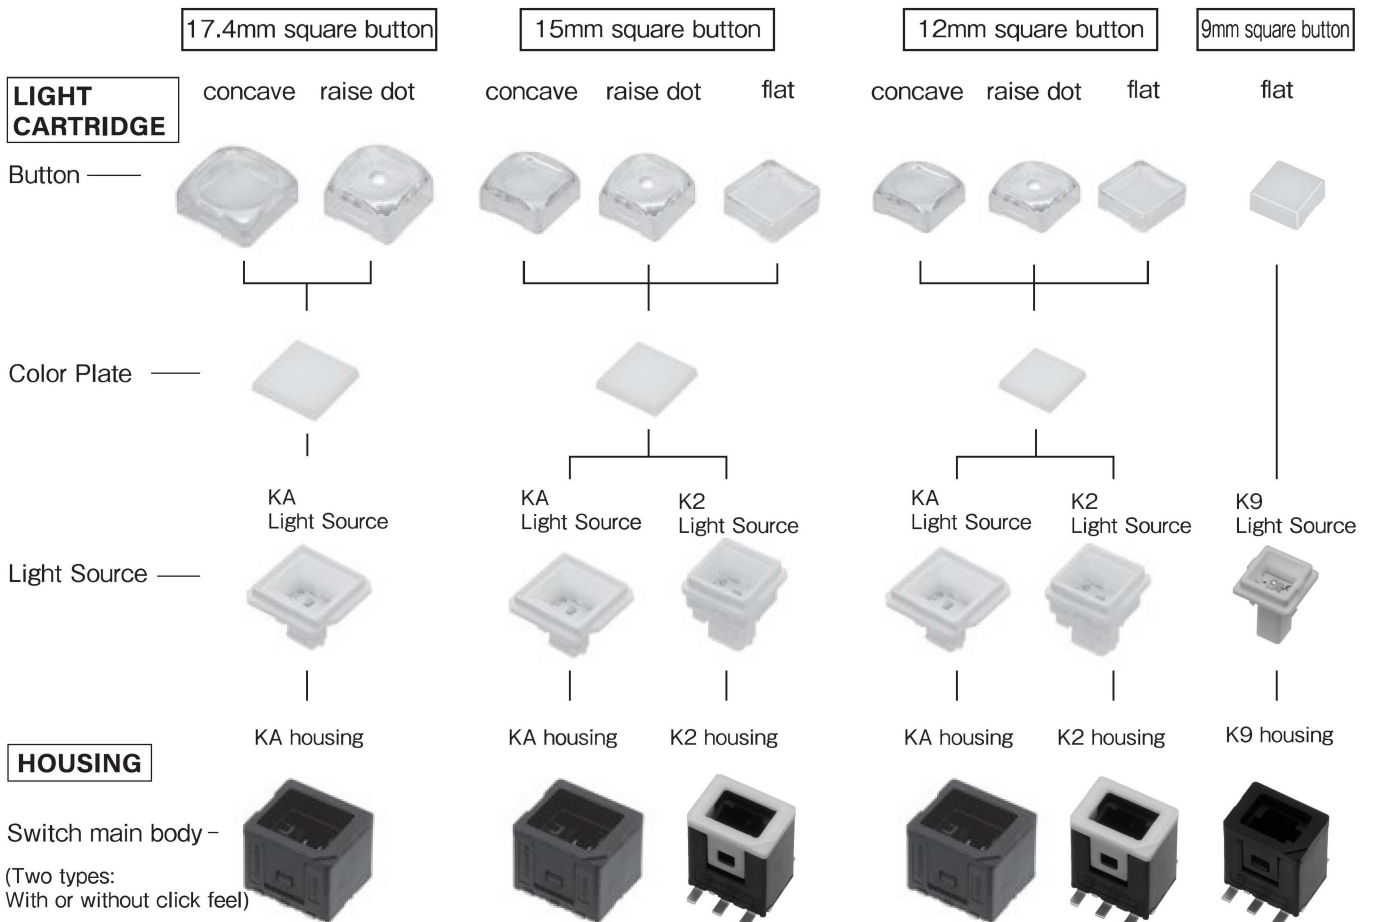 17.4mm square button
15mm square button
12mm square button
9mm square button
LIGHT
CARTRIDGE
concave
raise dot
concave
raise dot
flat
concave
raise dot
flat
flat
Button
Color Plate
KA
Light Source
KA
Light Source
K2
Light Source
KA
Light Source
K2
Light Source
K9
Light Source
Light Source
KA housing
KA housing
K2 housing
KA housing
K2 housing
K9 housing
HOUSING
Switch main body
(Two types:
With or without click feel)